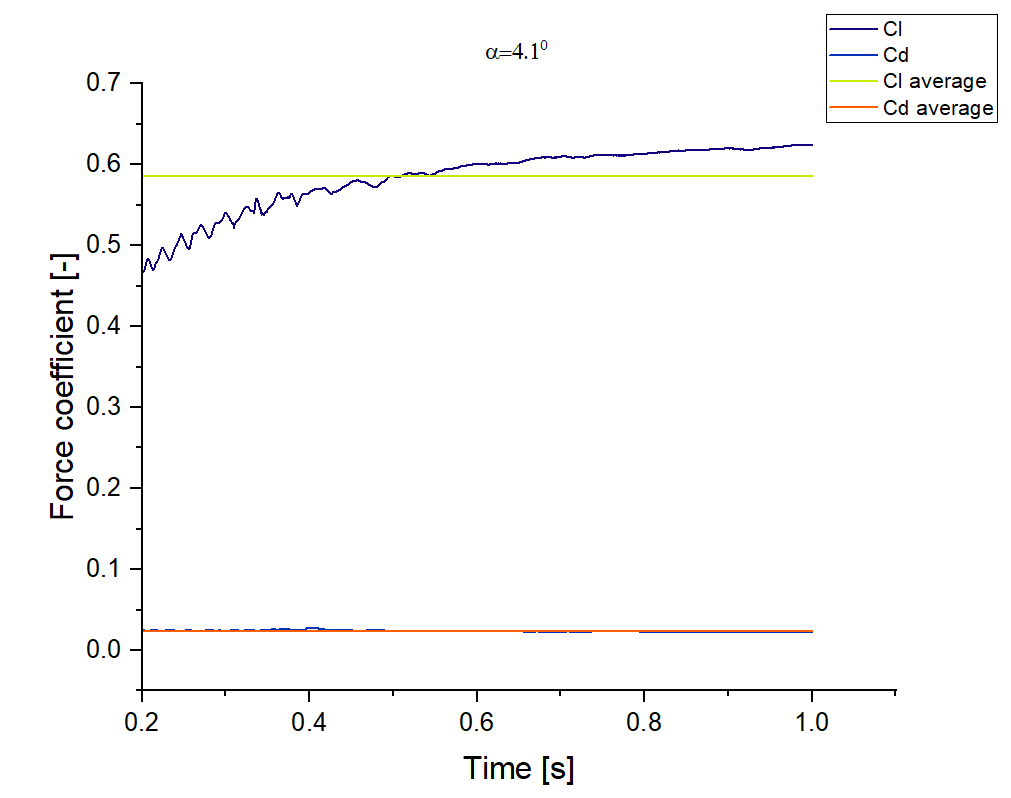 α=4.1⁰
Cl
Cd
Cl average
Cd average
0.7
0.6
0.5
0.4
0.3
0.2
0.1
0.0
Force coefficient [-]
0.2 0.4 0.6 0.8 1.0
Time [s]